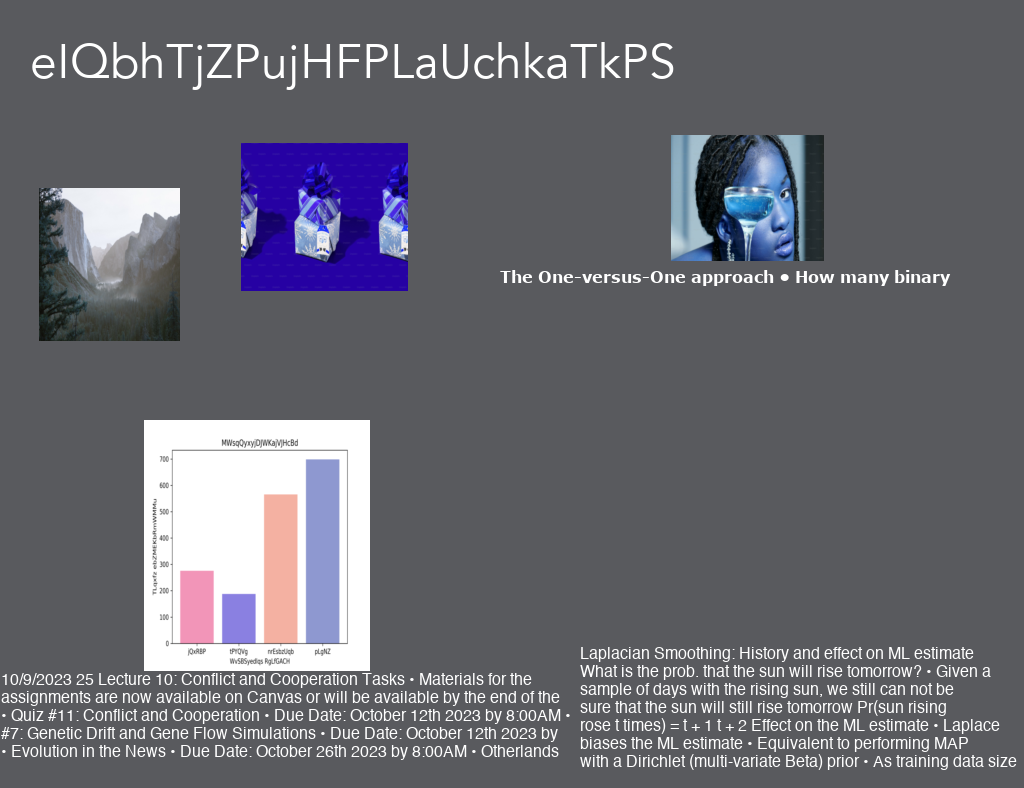 eIQbhTjZPujHFPLaUchkaTkPS
The One-versus-One approach • How many binary
MWsqQyxyjDJWKajVJHcBd
700
600
500
400
300
200
100
0
TLqxfz ebZMEKbRmWMMu
jQxRBP tPYQVg nrEsbzUqb pLgNZ
WvSBSyedIqs RgLfGACH
10/9/2023 25 Lecture 10: Conflict and Cooperation Tasks • Materials for the
assignments are now available on Canvas or will be available by the end of the
• Quiz #11: Conflict and Cooperation • Due Date: October 12th 2023 by 8:00AM •
#7: Genetic Drift and Gene Flow Simulations • Due Date: October 12th 2023 by
• Evolution in the News • Due Date: October 26th 2023 by 8:00AM • Otherlands
Laplacian Smoothing: History and effect on ML estimate
What is the prob. that the sun will rise tomorrow? • Given a
sample of days with the rising sun, we still can not be
sure that the sun will still rise tomorrow Pr(sun rising
rose t times) = t + 1 t + 2 Effect on the ML estimate • Laplace
biases the ML estimate • Equivalent to performing MAP
with a Dirichlet (multi-variate Beta) prior • As training data size